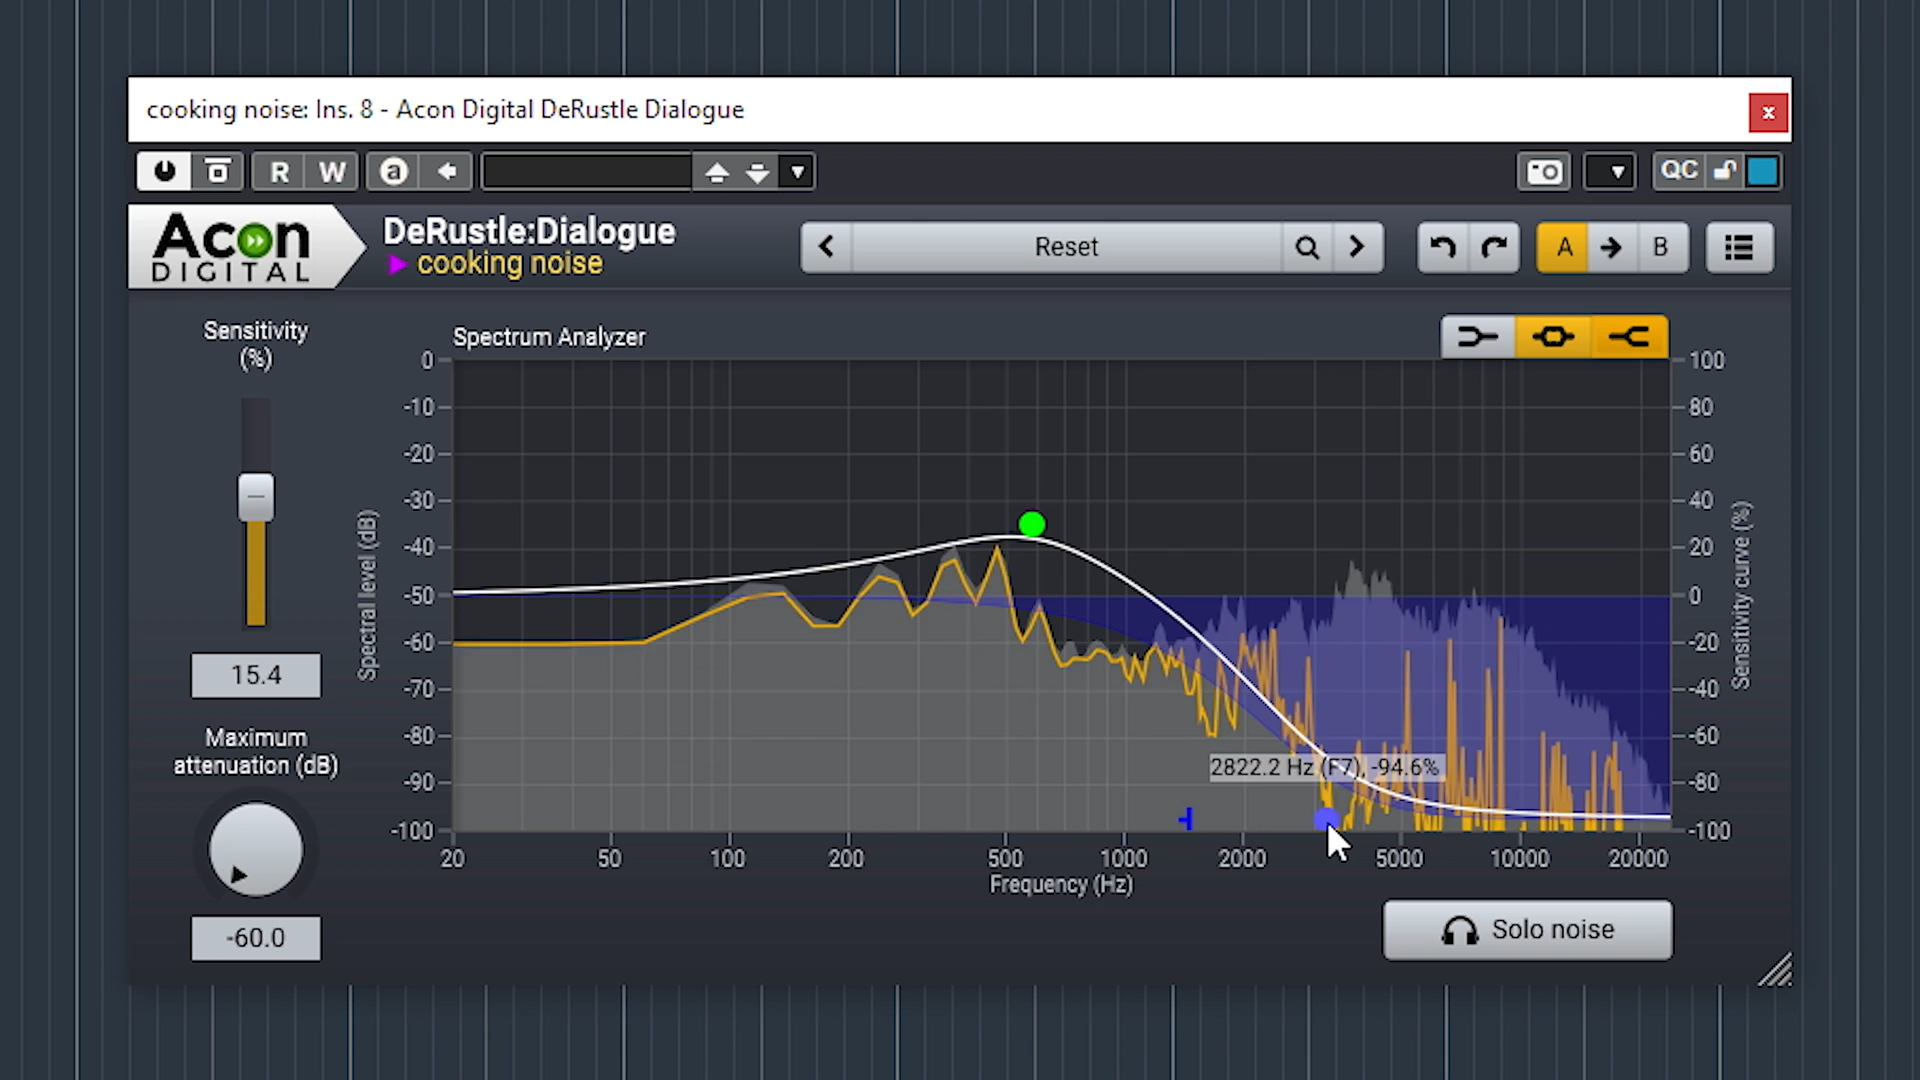 cooking noise: Ins. 8 - Acon Digital DeRustle Dialogue
x
R W a QC
Acon
DIGITAL
DeRustle:Dialogue
cooking noise
Reset
A B
Sensitivity
(%)
15.4
Maximum
attenuation (dB)
-60.0
Spectrum Analyzer
Spectral level (dB)
0
-10
-20
-30
-40
-50
-60
-70
-80
-90
-100
100
80
60
40
20
0
-20
-40
-60
-80
-100
Sensitivity curve (%)
2822.2 Hz (F7), -94.6%
20 50 100 200 500 1000 2000 5000 10000 20000
Frequency (Hz)
Solo noise